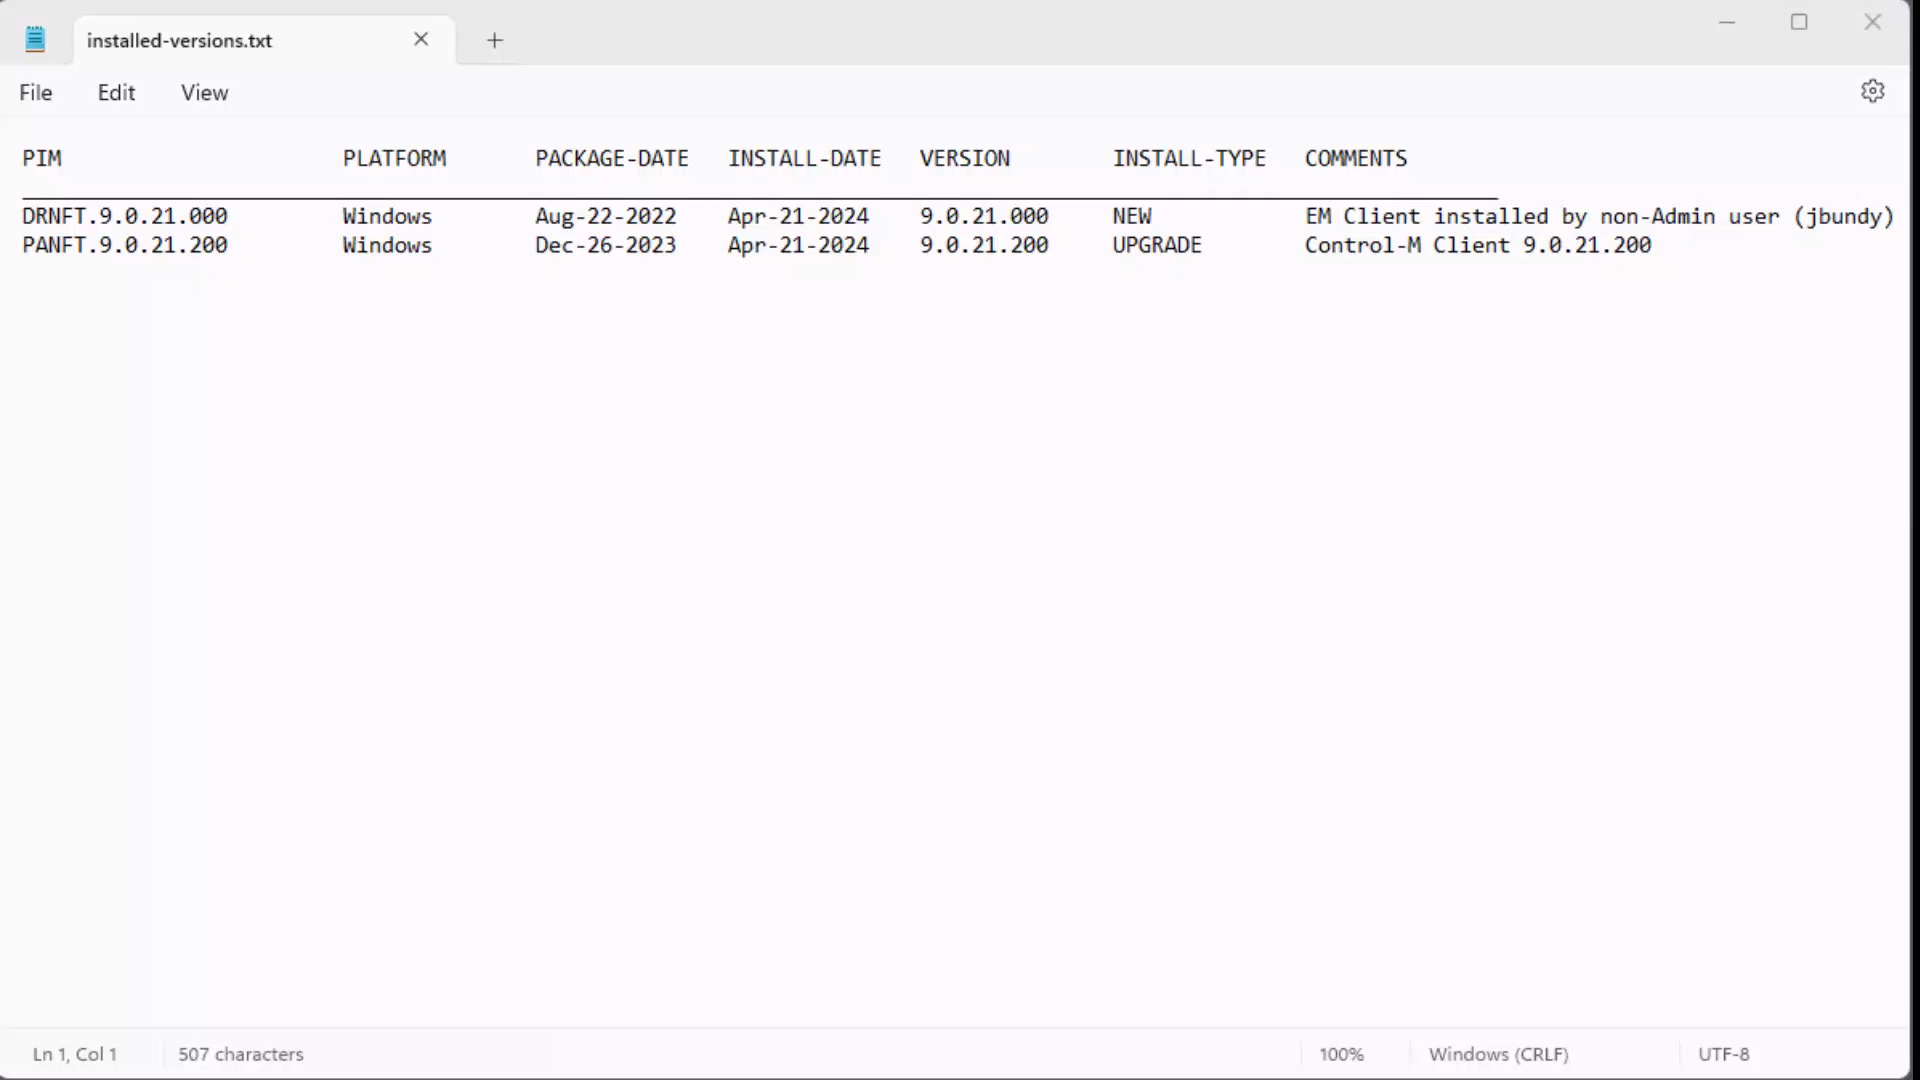 installed-versions.txt
File Edit View
PIM PLATFORM PACKAGE-DATE INSTALL-DATE VERSION INSTALL-TYPE COMMENTS
DRNFT.9.0.21.000 Windows Aug-22-2022 Apr-21-2024 9.0.21.000 NEW EM Client installed by non-Admin user (jbundy)
PANFT.9.0.21.200 Windows Dec-26-2023 Apr-21-2024 9.0.21.200 UPGRADE Control-M Client 9.0.21.200
Ln 1, Col 1 507 characters 100% Windows (CRLF) UTF-8